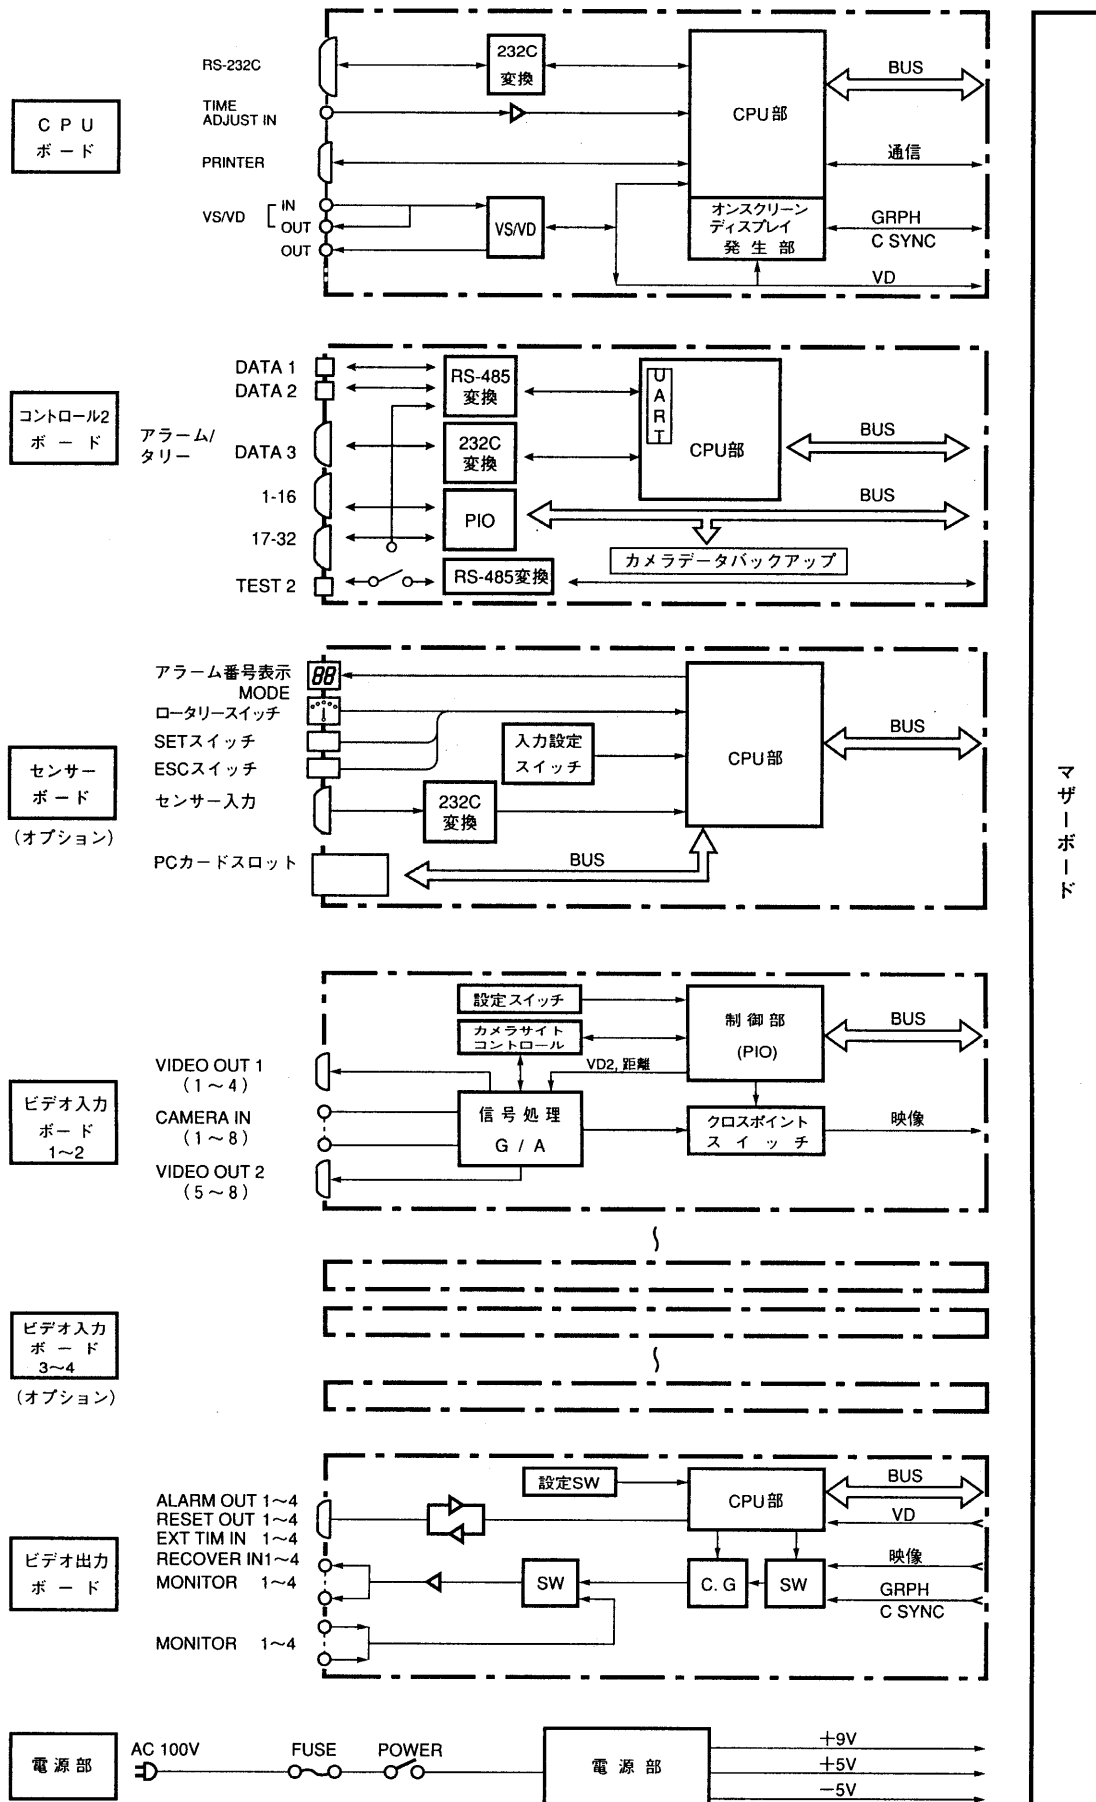 CPU
ボード
RS-232C
232C
変換
TIME
ADJUST IN
PRINTER
VS/VD
IN
OUT
OUT
VS/VD
CPU部
オンスクリーン
ディスプレイ
発生部
BUS
通信
GRPH
C SYNC
VD
コントロール2
ボード
アラーム/
タリー
DATA 1
DATA 2
DATA 3
1-16
17-32
TEST 2
RS-485
変換
232C
変換
PIO
RS-485変換
UART
CPU部
BUS
BUS
カメラデータバックアップ
センサー
ボード
(オプション)
アラーム番号表示
MODE
ロータリースイッチ
SETスイッチ
ESCスイッチ
センサー入力
PCカードスロット
88
入力設定
スイッチ
232C
変換
CPU部
BUS
BUS
マザーボード
ビデオ入力
ボード
1～2
VIDEO OUT 1
(1～4)
CAMERA IN
(1～8)
VIDEO OUT 2
(5～8)
設定スイッチ
カメラサイト
コントロール
VD2, 距離
信号処理
G / A
制御部
(PIO)
クロスポイント
スイッチ
BUS
映像
ビデオ入力
ボード
3～4
(オプション)
ビデオ出力
ボード
ALARM OUT 1～4
RESET OUT 1～4
EXT TIM IN 1～4
RECOVER IN1～4
MONITOR 1～4
MONITOR 1～4
設定SW
CPU部
SW
C. G
SW
BUS
VD
映像
GRPH
C SYNC
電源部
AC 100V
FUSE
POWER
電源部
+9V
+5V
−5V